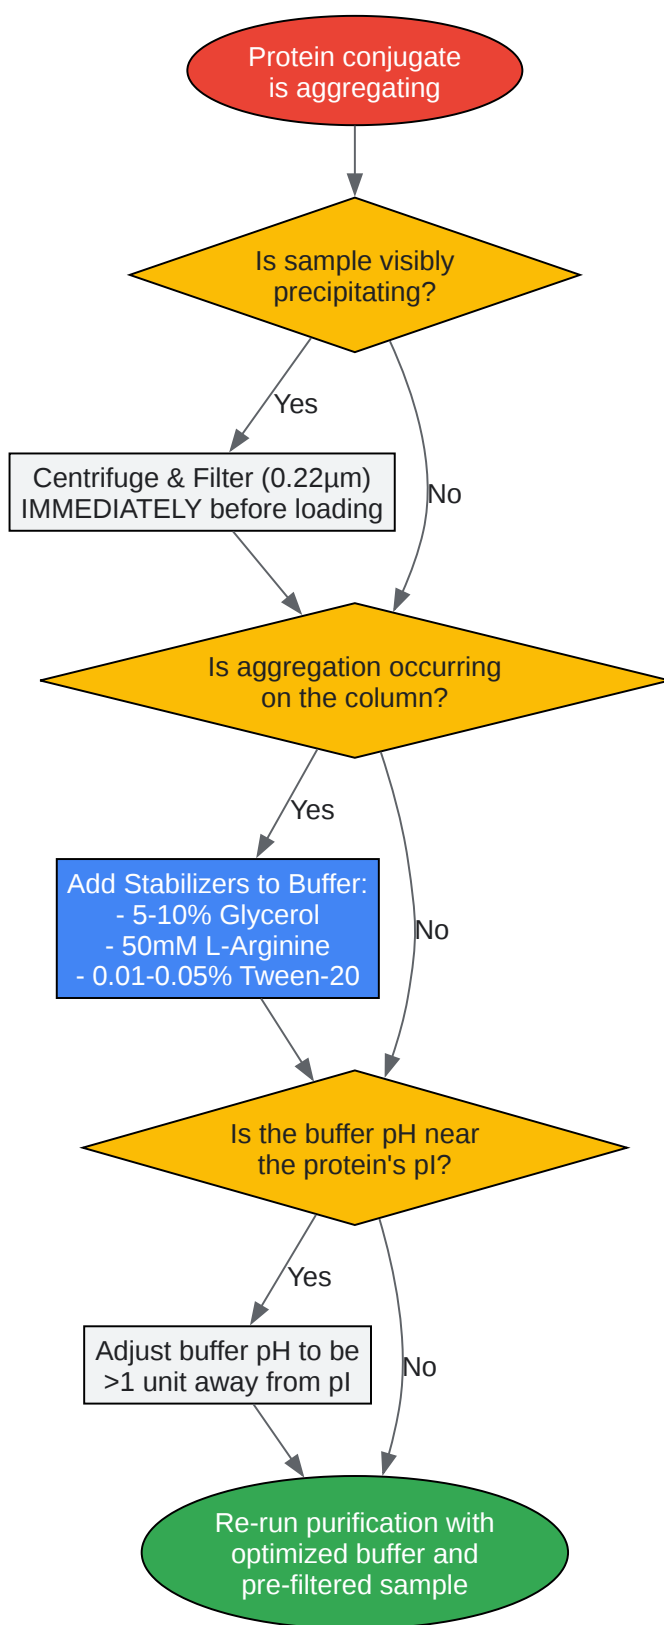 Protein conjugate
is aggregating
Is sample visibly
precipitating?
Yes
No
Centrifuge & Filter (0.22µm)
IMMEDIATELY before loading
Is aggregation occurring
on the column?
Yes
No
Add Stabilizers to Buffer:
- 5-10% Glycerol
- 50mM L-Arginine
- 0.01-0.05% Tween-20
Is the buffer pH near
the protein's pI?
Yes
No
Adjust buffer pH to be
>1 unit away from pI
Re-run purification with
optimized buffer and
pre-filtered sample